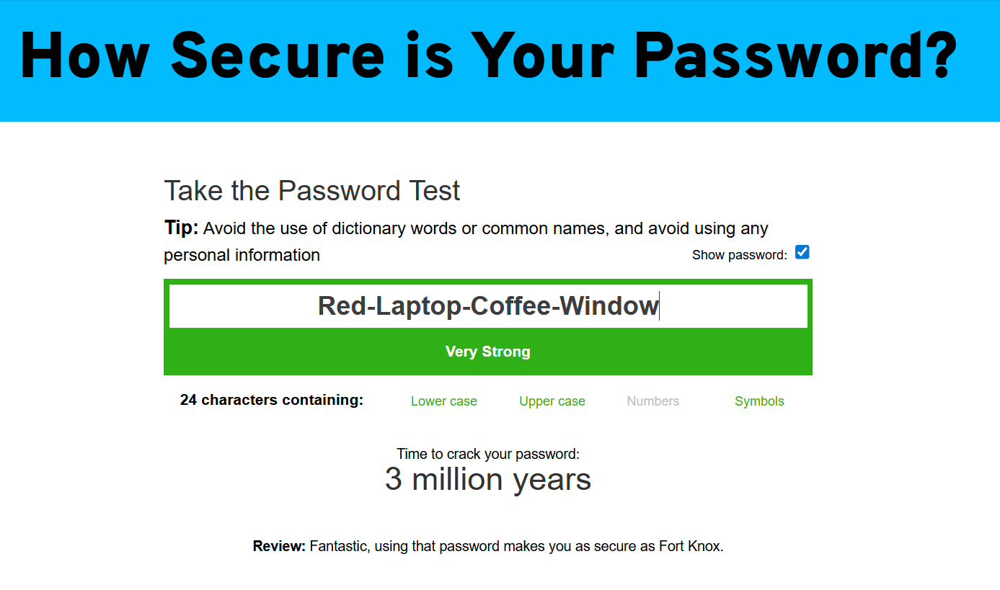 How Secure is Your Password?
Take the Password Test
Tip: Avoid the use of dictionary words or common names, and avoid using any
personal information
Show password:
Red-Laptop-Coffee-Window
Very Strong
24 characters containing: Lower case Upper case Numbers Symbols
Time to crack your password:
3 million years
Review: Fantastic, using that password makes you as secure as Fort Knox.